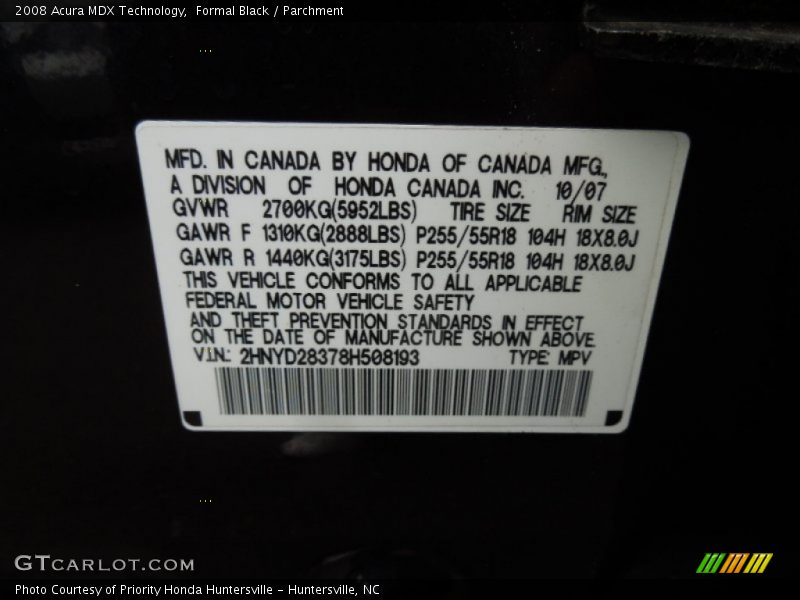 2008 Acura MDX Technology,  Formal Black / Parchment
MFD. IN CANADA BY HONDA OF CANADA MFG.,
A DIVISION OF HONDA CANADA INC. 10/07
GVWR 2700KG(5952LBS) TIRE SIZE RIM SIZE
GAWR F 1310KG(2888LBS) P255/55R18 104H 18X8.0J
GAWR R 1440KG(3175LBS) P255/55R18 104H 18X8.0J
THIS VEHICLE CONFORMS TO ALL APPLICABLE
FEDERAL MOTOR VEHICLE SAFETY
AND THEFT PREVENTION STANDARDS IN EFFECT
ON THE DATE OF MANUFACTURE SHOWN ABOVE.
V.I.N.: 2HNYD28378H508193 TYPE: MPV
GTCARLOT.COM
Photo Courtesy of Priority Honda Huntersville - Huntersville, NC